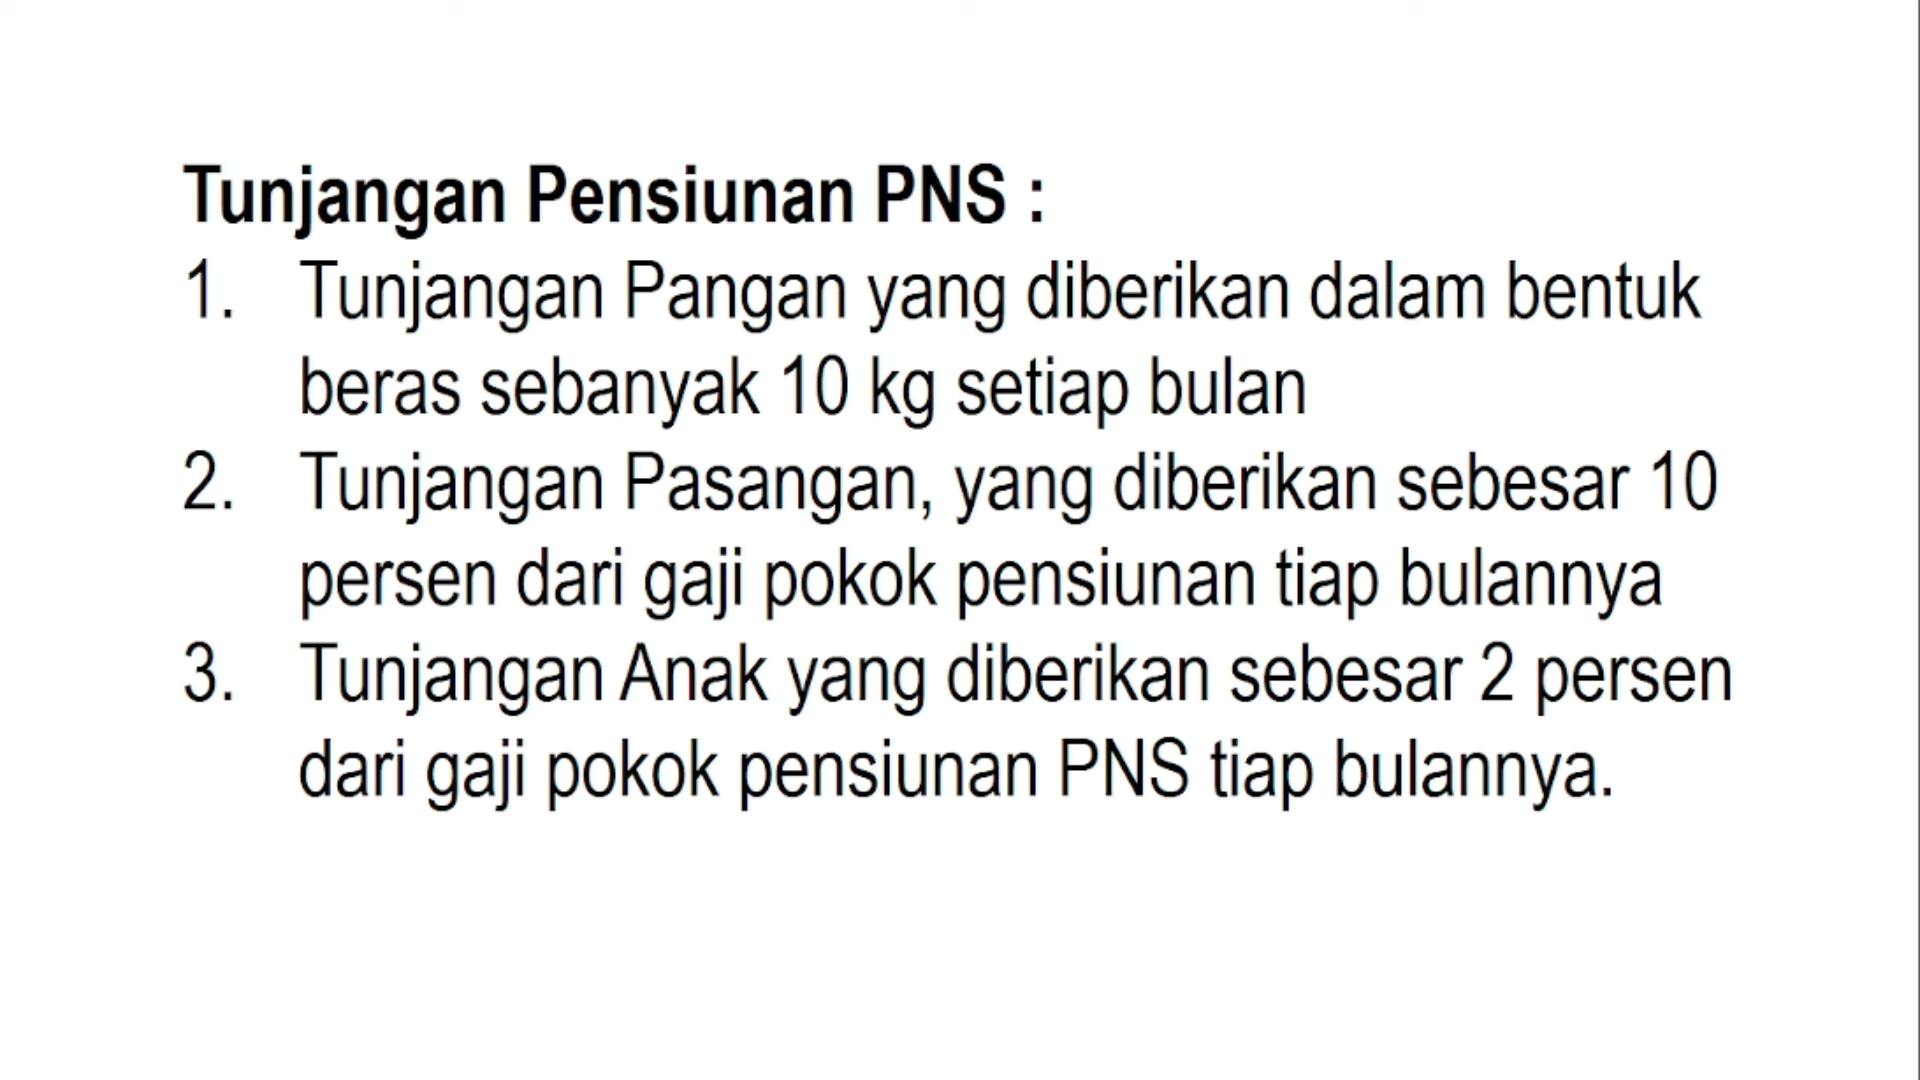 Tunjangan Pensiunan PNS :
1. Tunjangan Pangan yang diberikan dalam bentuk
beras sebanyak 10 kg setiap bulan
2. Tunjangan Pasangan, yang diberikan sebesar 10
persen dari gaji pokok pensiunan tiap bulannya
3. Tunjangan Anak yang diberikan sebesar 2 persen
dari gaji pokok pensiunan PNS tiap bulannya.